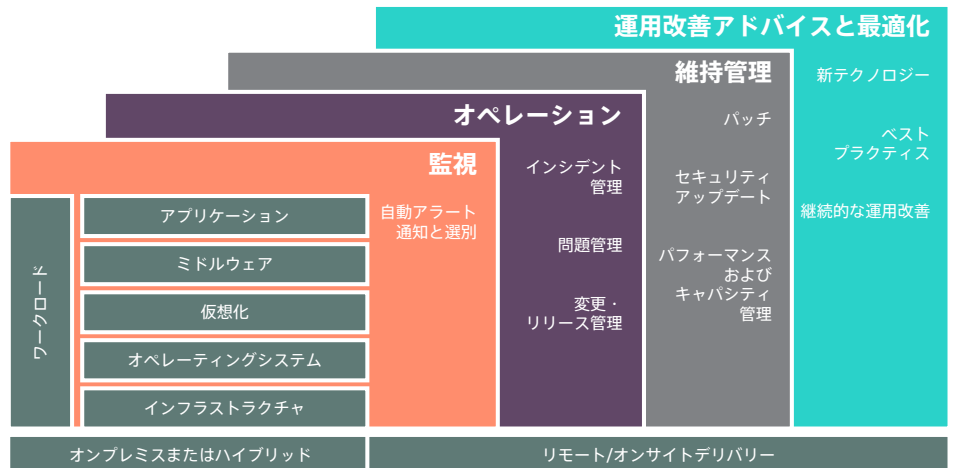 運用改善アドバイスと最適化
新テクノロジー
ベスト
プラクティス
継続的な運用改善
維持管理
パッチ
セキュリティ
アップデート
パフォーマンス
および
キャパシティ
管理
オペレーション
インシデント
管理
問題管理
変更・
リリース管理
監視
自動アラート
通知と選別
ワークロード
アプリケーション
ミドルウェア
仮想化
オペレーティングシステム
インフラストラクチャ
オンプレミスまたはハイブリッド
リモート/オンサイトデリバリー